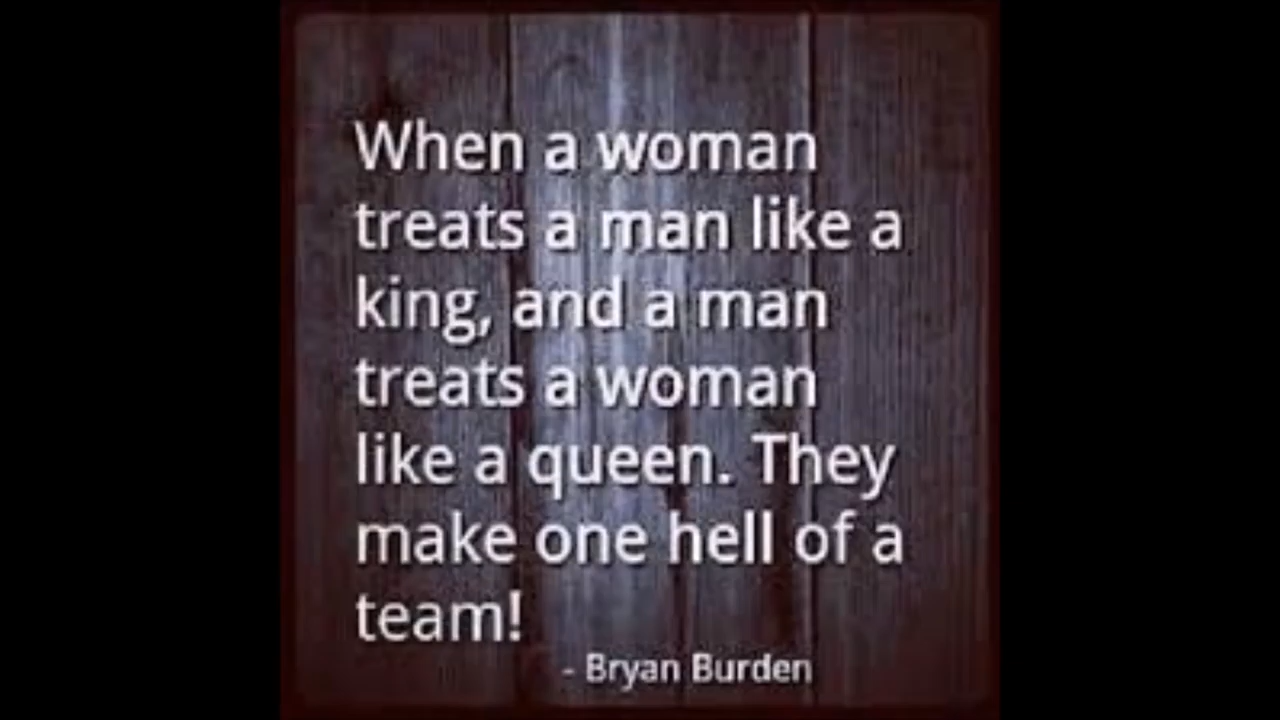 When a woman
treats a man like a
king, and a man
treats a woman
like a queen. They
make one hell of a
team!
- Bryan Burden